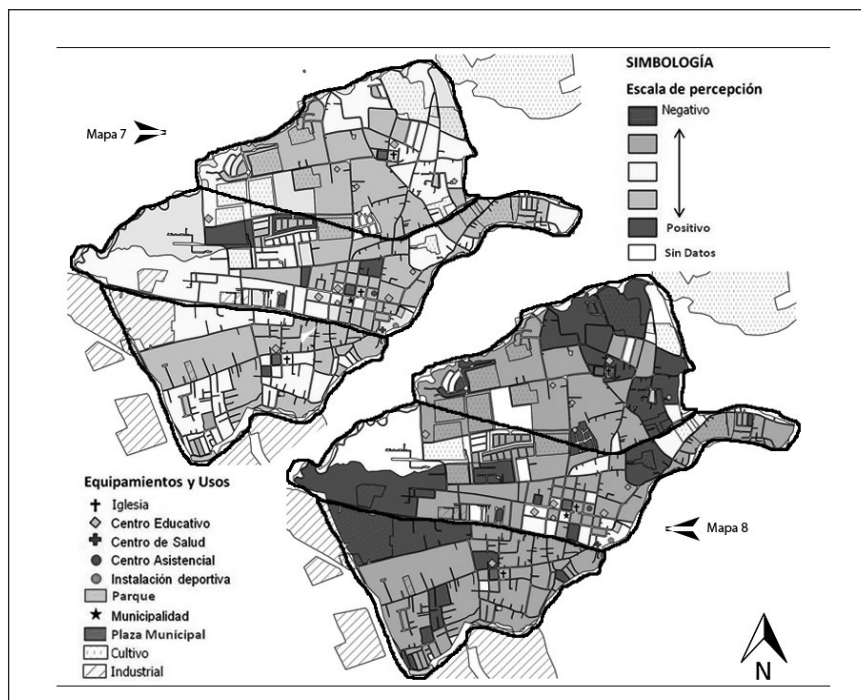 Mapa 7
SIMBOLOGÍA
Escala de percepción
Negativo
Positivo
Sin Datos
Equipamientos y Usos
Iglesia
Centro Educativo
Centro de Salud
Centro Asistencial
Instalación deportiva
Parque
Municipalidad
Plaza Municipal
Cultivo
Industrial
Mapa 8
N